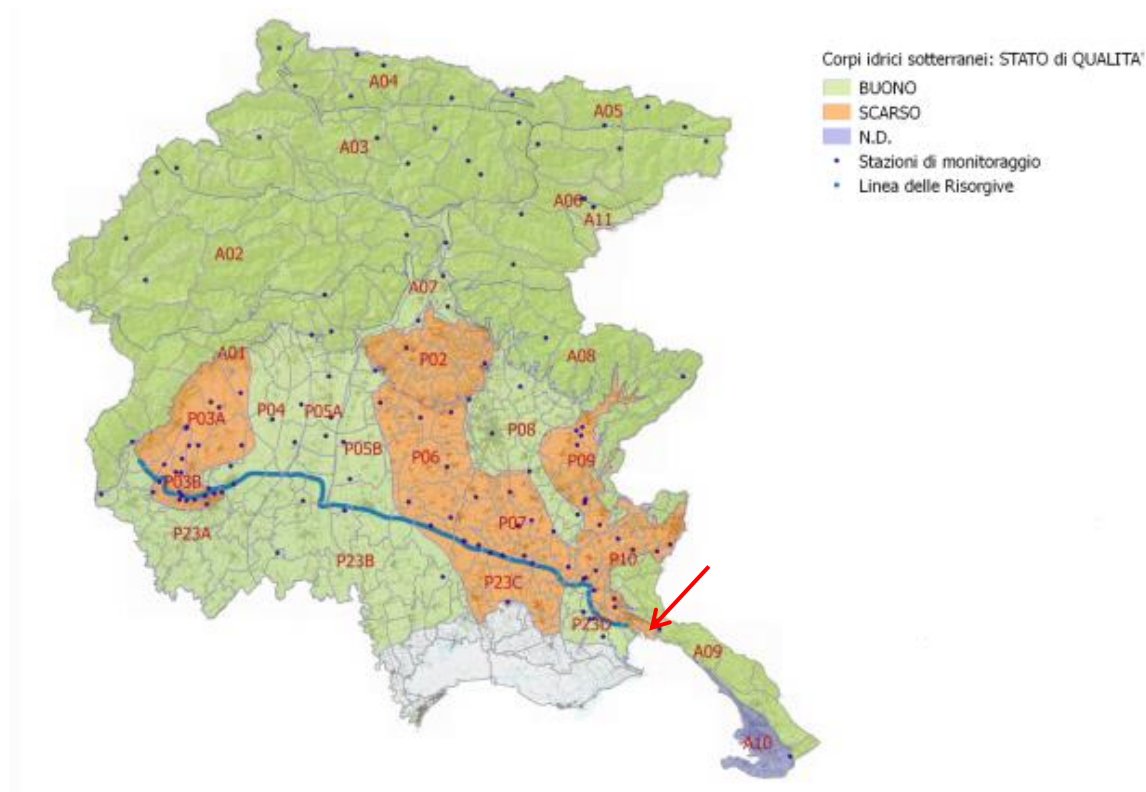 Corpi idrici sotterranei: STATO di QUALITA'
BUONO
SCARSO
N.D.
Stazioni di monitoraggio
Linea delle Risorgive
A04
A05
A03
A06
A11
A02
A07
A01
P02
A08
P03A
P04
P05A
P05B
P08
P06
P09
P03B
P07
P23A
P23B
P10
P23C
P23D
A09
A10